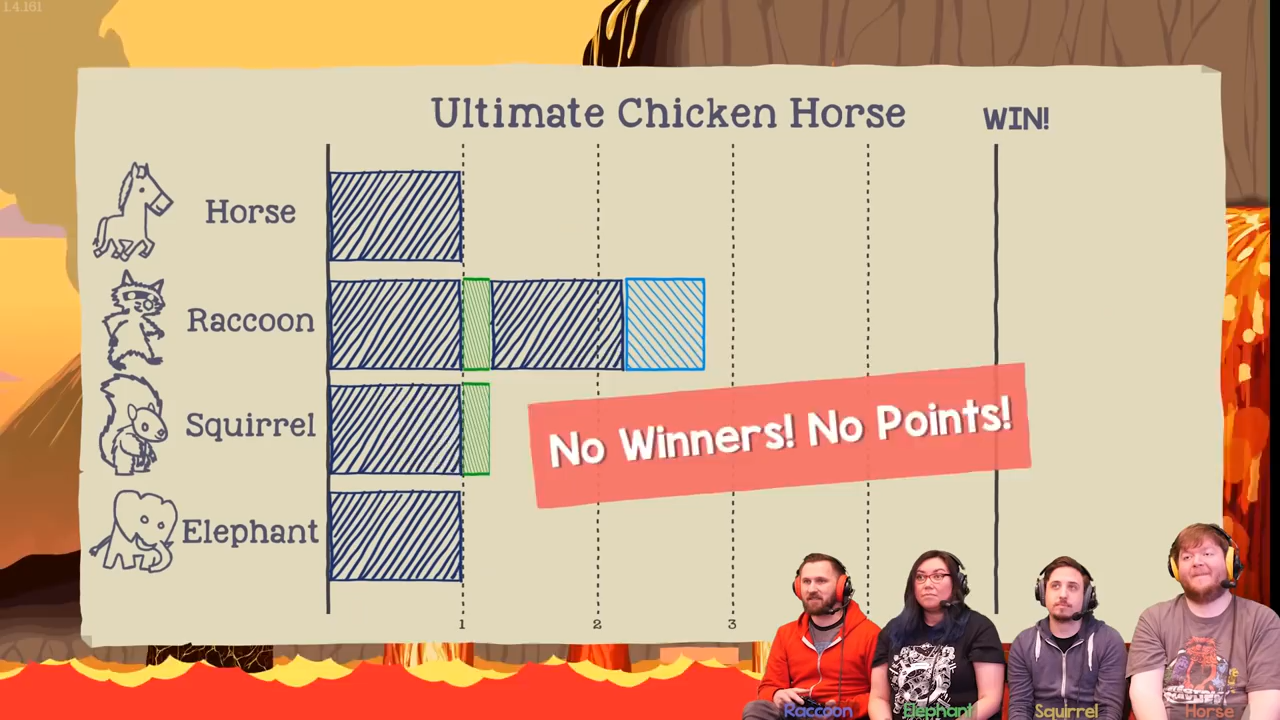 1.4.161
Ultimate Chicken Horse
WIN!
Horse
Raccoon
Squirrel
No Winners! No Points!
Elephant
1 2 3
Raccoon Elephant Squirrel Horse